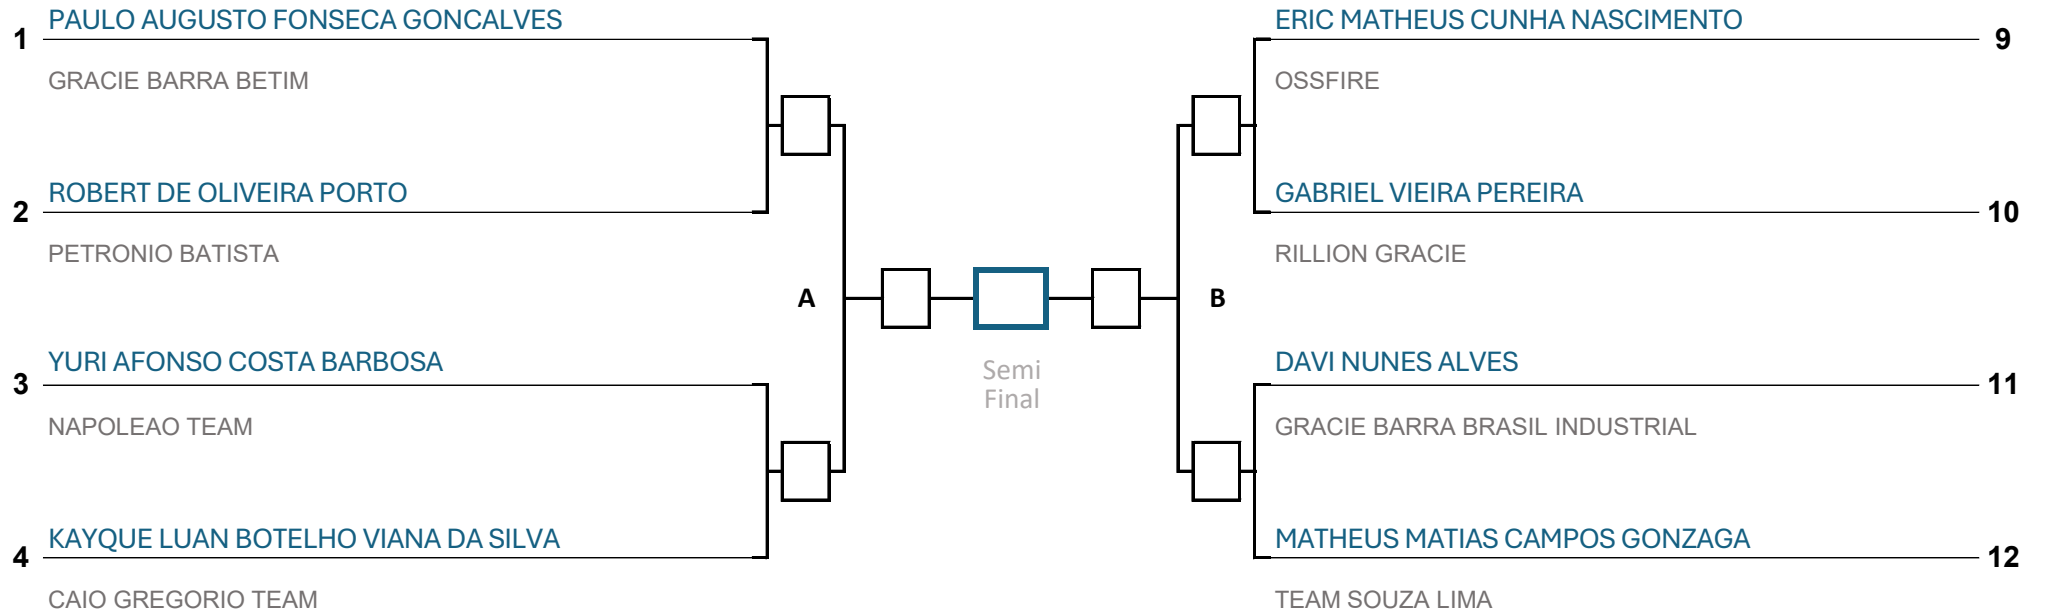 PAULO AUGUSTO FONSECA GONCALVES
1
GRACIE BARRA BETIM
ROBERT DE OLIVEIRA PORTO
2
PETRONIO BATISTA
A
YURI AFONSO COSTA BARBOSA
3
NAPOLEAO TEAM
KAYQUE LUAN BOTELHO VIANA DA SILVA
4
CAIO GREGORIO TEAM
Semi
Final
ERIC MATHEUS CUNHA NASCIMENTO
9
OSSFIRE
GABRIEL VIEIRA PEREIRA
10
RILLION GRACIE
B
DAVI NUNES ALVES
11
GRACIE BARRA BRASIL INDUSTRIAL
MATHEUS MATIAS CAMPOS GONZAGA
12
TEAM SOUZA LIMA